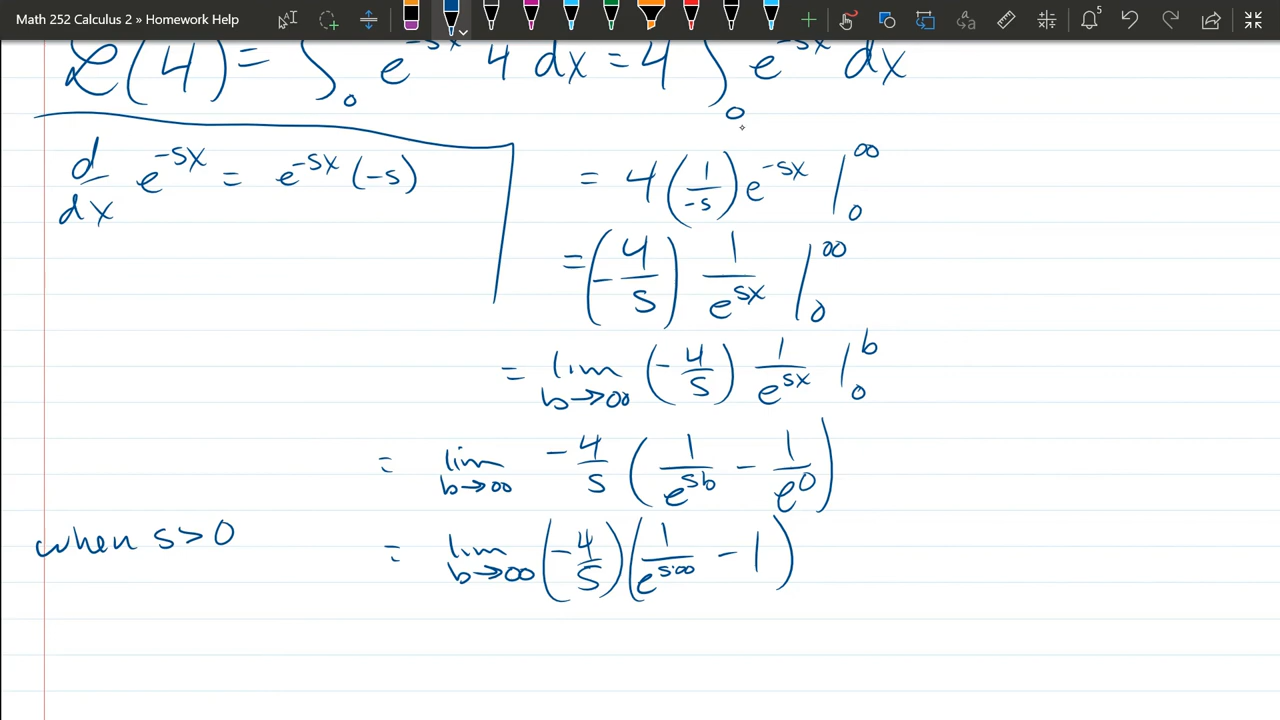 Math 252 Calculus 2 » Homework Help
5
ℒ(4) = ∫₀ e^{-sx} 4 dx = 4 ∫₀ e^{-sx} dx
d/dx e^{-sx} = e^{-sx} (-s)
= 4 (1/-s) e^{-sx} |₀^∞
= (-4/s) 1/e^{sx} |₀^∞
= lim b→∞ (-4/s) 1/e^{sx} |₀^b
= lim b→∞ -4/s (1/e^{sb} - 1/e^0)
when s > 0
= lim b→∞ (-4/s) (1/e^{s·∞} - 1)